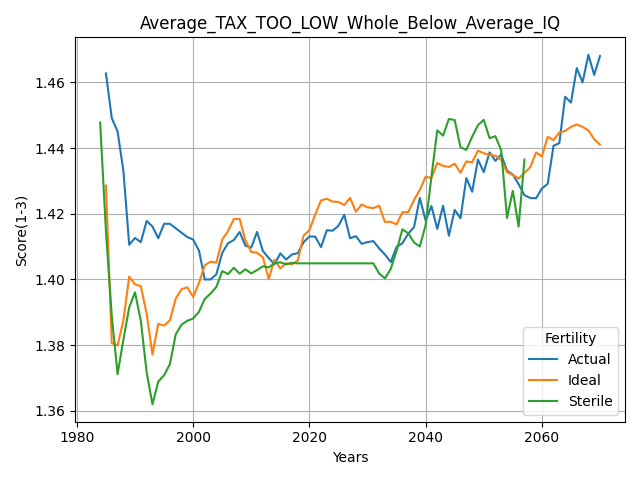 Average_TAX_TOO_LOW_Whole_Below_Average_IQ
Score(1-3)
1.46
1.44
1.42
1.40
1.38
1.36
1980
2000
2020
2040
2060
Years
Fertility
Actual
Ideal
Sterile